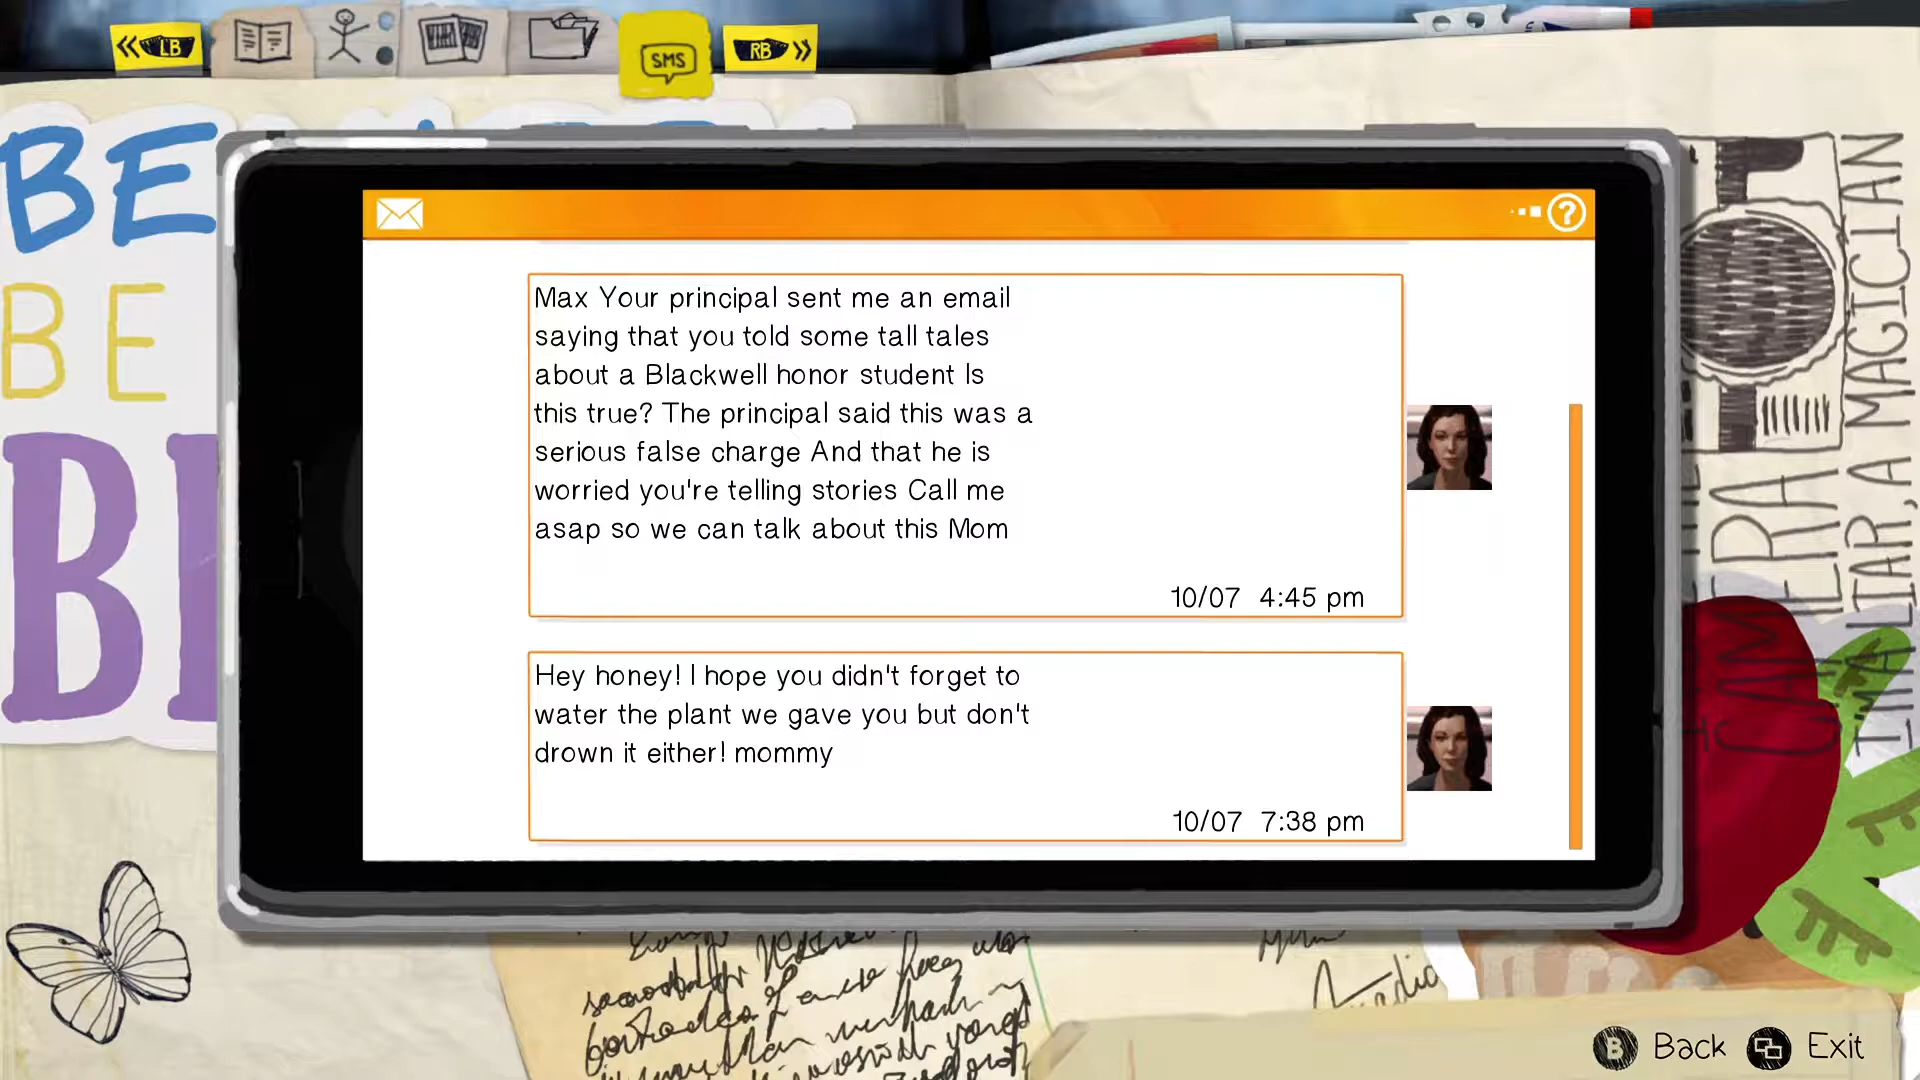 LB
SMS
RB
BE
BE
Max Your principal sent me an email
saying that you told some tall tales
about a Blackwell honor student Is
this true? The principal said this was a
serious false charge And that he is
worried you're telling stories Call me
asap so we can talk about this Mom
10/07 4:45 pm
Hey honey! I hope you didn't forget to
water the plant we gave you but don't
drown it either! mommy
10/07 7:38 pm
B Back
Exit